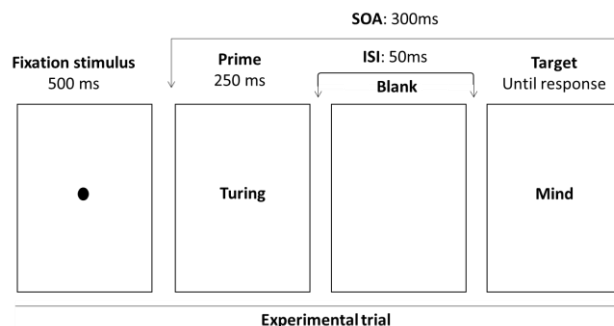 SOA: 300ms
Fixation stimulus
500 ms
Prime
250 ms
ISI: 50ms
Blank
Target
Until response
Turing
Mind
Experimental trial